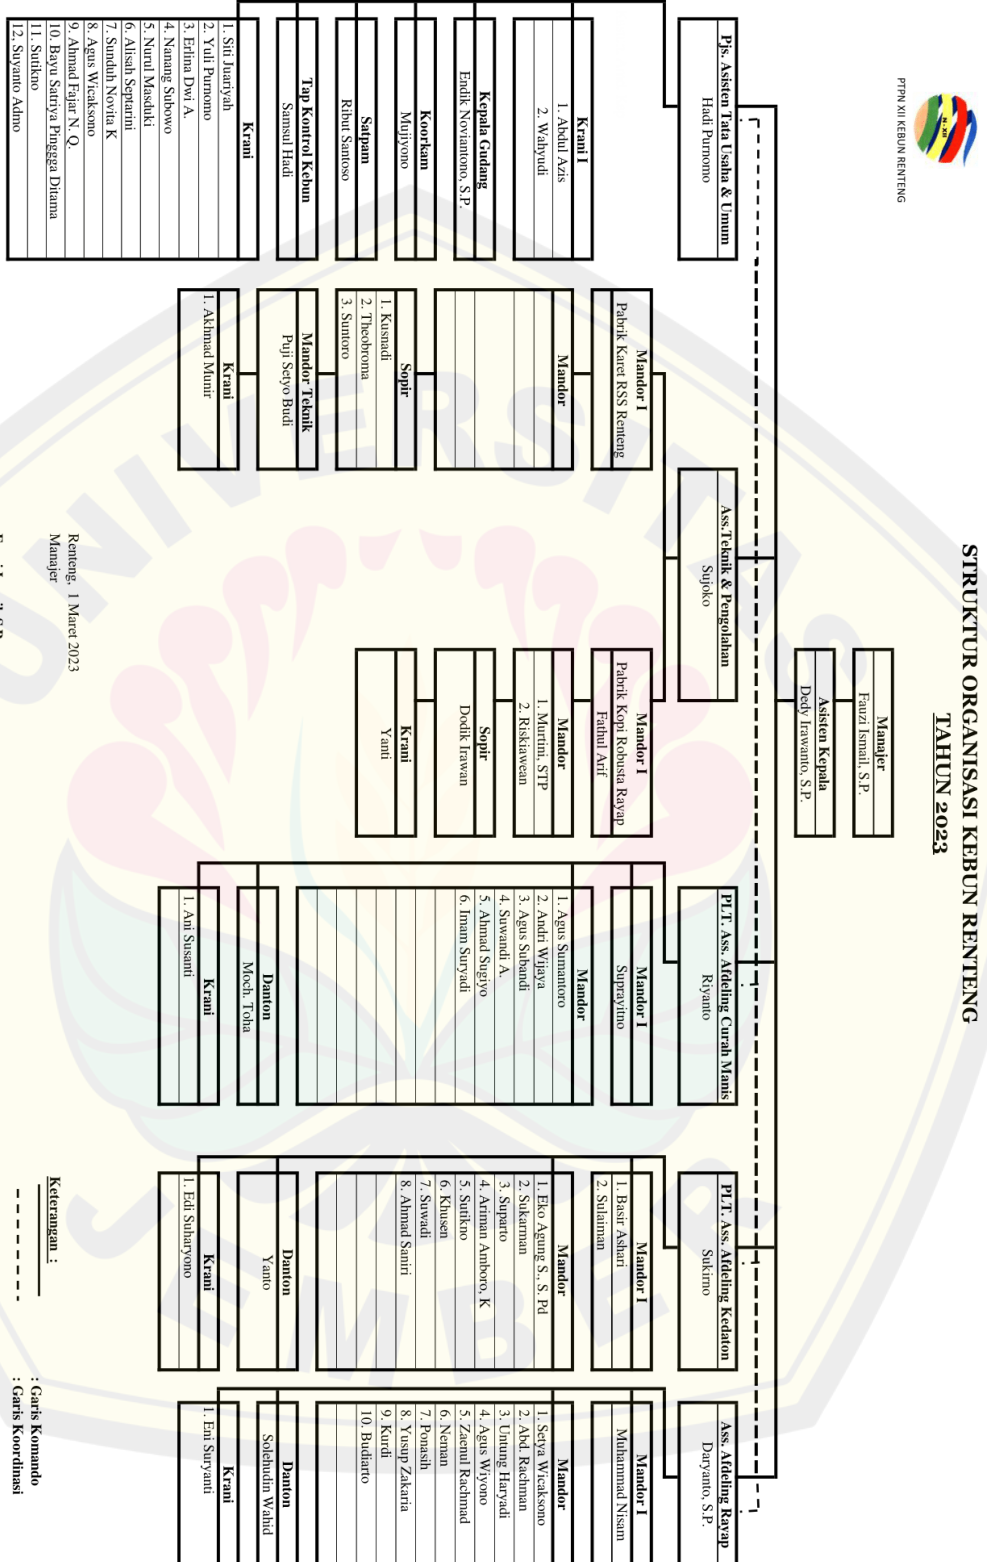 PTPN XII KEBUN RENTENG
N-XII
STRUKTUR ORGANISASI KEBUN RENTENG
TAHUN 2023
Manajer
Fauzi Ismail, S.P.
Asisten Kepala
Dedy Irawanto, S.P.
Pjs. Asisten Tata Usaha & Umum
Hadi Purnomo
Krani I
1. Abdul Azis
2. Wahyudi
Kepala Gudang
Endik Noviantono, S.P.
Koorkam
Mujiyono
Satpam
Ribut Santoso
Tap Kontrol Kebun
Samsul Hadi
Krani
1. Siti Juariyah
2. Yuli Purnomo
3. Erlina Dwi A.
4. Nanang Subowo
5. Nurul Masduki
6. Alisah Septarini
7. Sunduh Novita K
8. Agus Wicaksono
9. Ahmad Fajar N. Q.
10. Bayu Satriya Pinggga Ditama
11. Sutikno
12. Suyanto Admo
Ass.Teknik & Pengolahan
Sujoko
Mandor I
Pabrik Karet RSS Renteng
Mandor
Sopir
1. Kusnadi
2. Theobroma
3. Suntoro
Mandor Teknik
Puji Setyo Budi
Krani
1. Akhmad Munir
Mandor I
Pabrik Kopi Robusta Rayap
Fathul Arif
Mandor
1. Murtini, STP
2. Riskiawean
Sopir
Dodik Irawan
Krani
Yanti
PLT. Ass. Afdeling Curah Manis
Riyanto
Mandor I
Suprayitno
Mandor
1. Agus Sumantoro
2. Andri Wijaya
3. Agus Subandi
4. Suwandi A.
5. Ahmad Sugiyo
6. Imam Suryadi
Danton
Moch. Toha
Krani
1. Ani Susanti
PLT. Ass. Afdeling Kedaton
Sukirno
Mandor I
1. Basir Ashari
2. Sulaiman
Mandor
1. Eko Agung S., S. Pd
2. Sukarman
3. Suparto
4. Ariman Amboro, K
5. Sutikno
6. Khusen
7. Suwadi
8. Ahmad Saniri
Danton
Yanto
Krani
1. Edi Suharyono
Ass. Afdeling Rayap
Daryanto, S.P.
Mandor I
Muhammad Nisam
Mandor
1. Setya Wicaksono
2. Abd. Rachman
3. Untung Haryadi
4. Agus Wiyono
5. Zaenul Rachmad
6. Neman
7. Ponasih
8. Yusup Zakaria
9. Kurdi
10. Budiarto
Danton
Solehudin Wahid
Krani
1. Eni Suryati
Renteng, 1 Maret 2023
Manajer
Keterangan :
: Garis Komando
: Garis Koordinasi
UNIVERSITAS
JEMBER